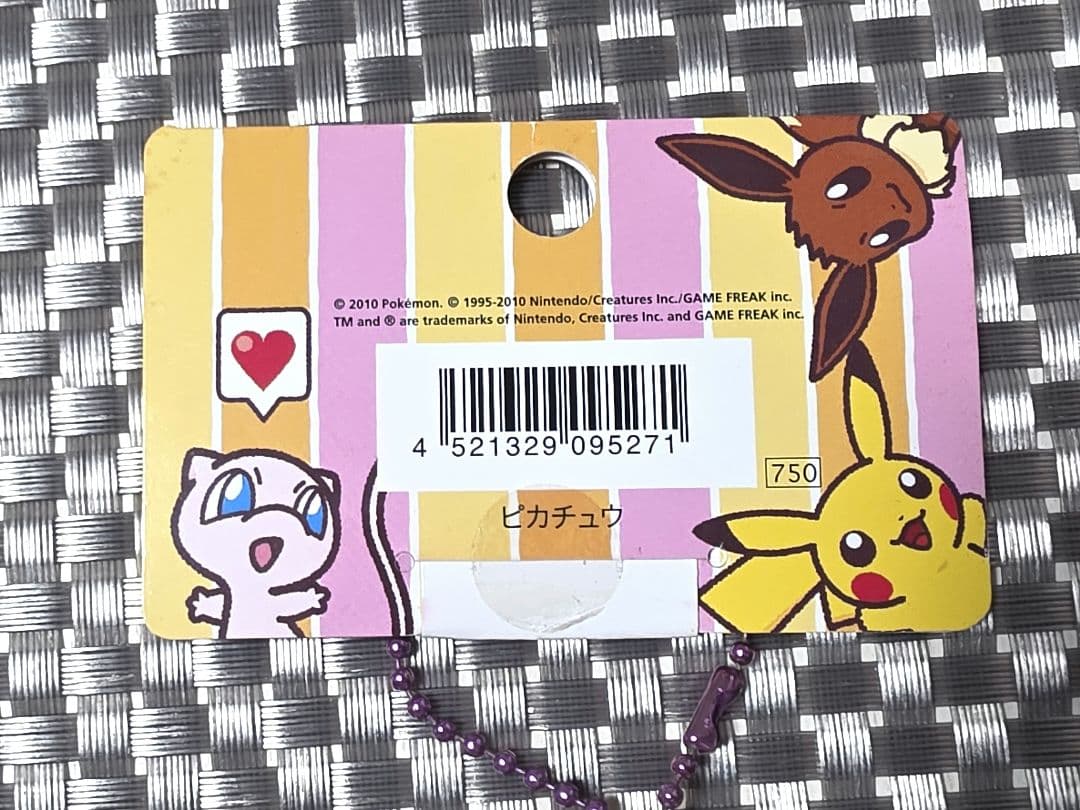 © 2010 Pokémon. © 1995-2010 Nintendo/Creatures Inc./GAME FREAK inc.
TM and ® are trademarks of Nintendo, Creatures Inc. and GAME FREAK inc.
4 521329 095271
750
ピカチュウ